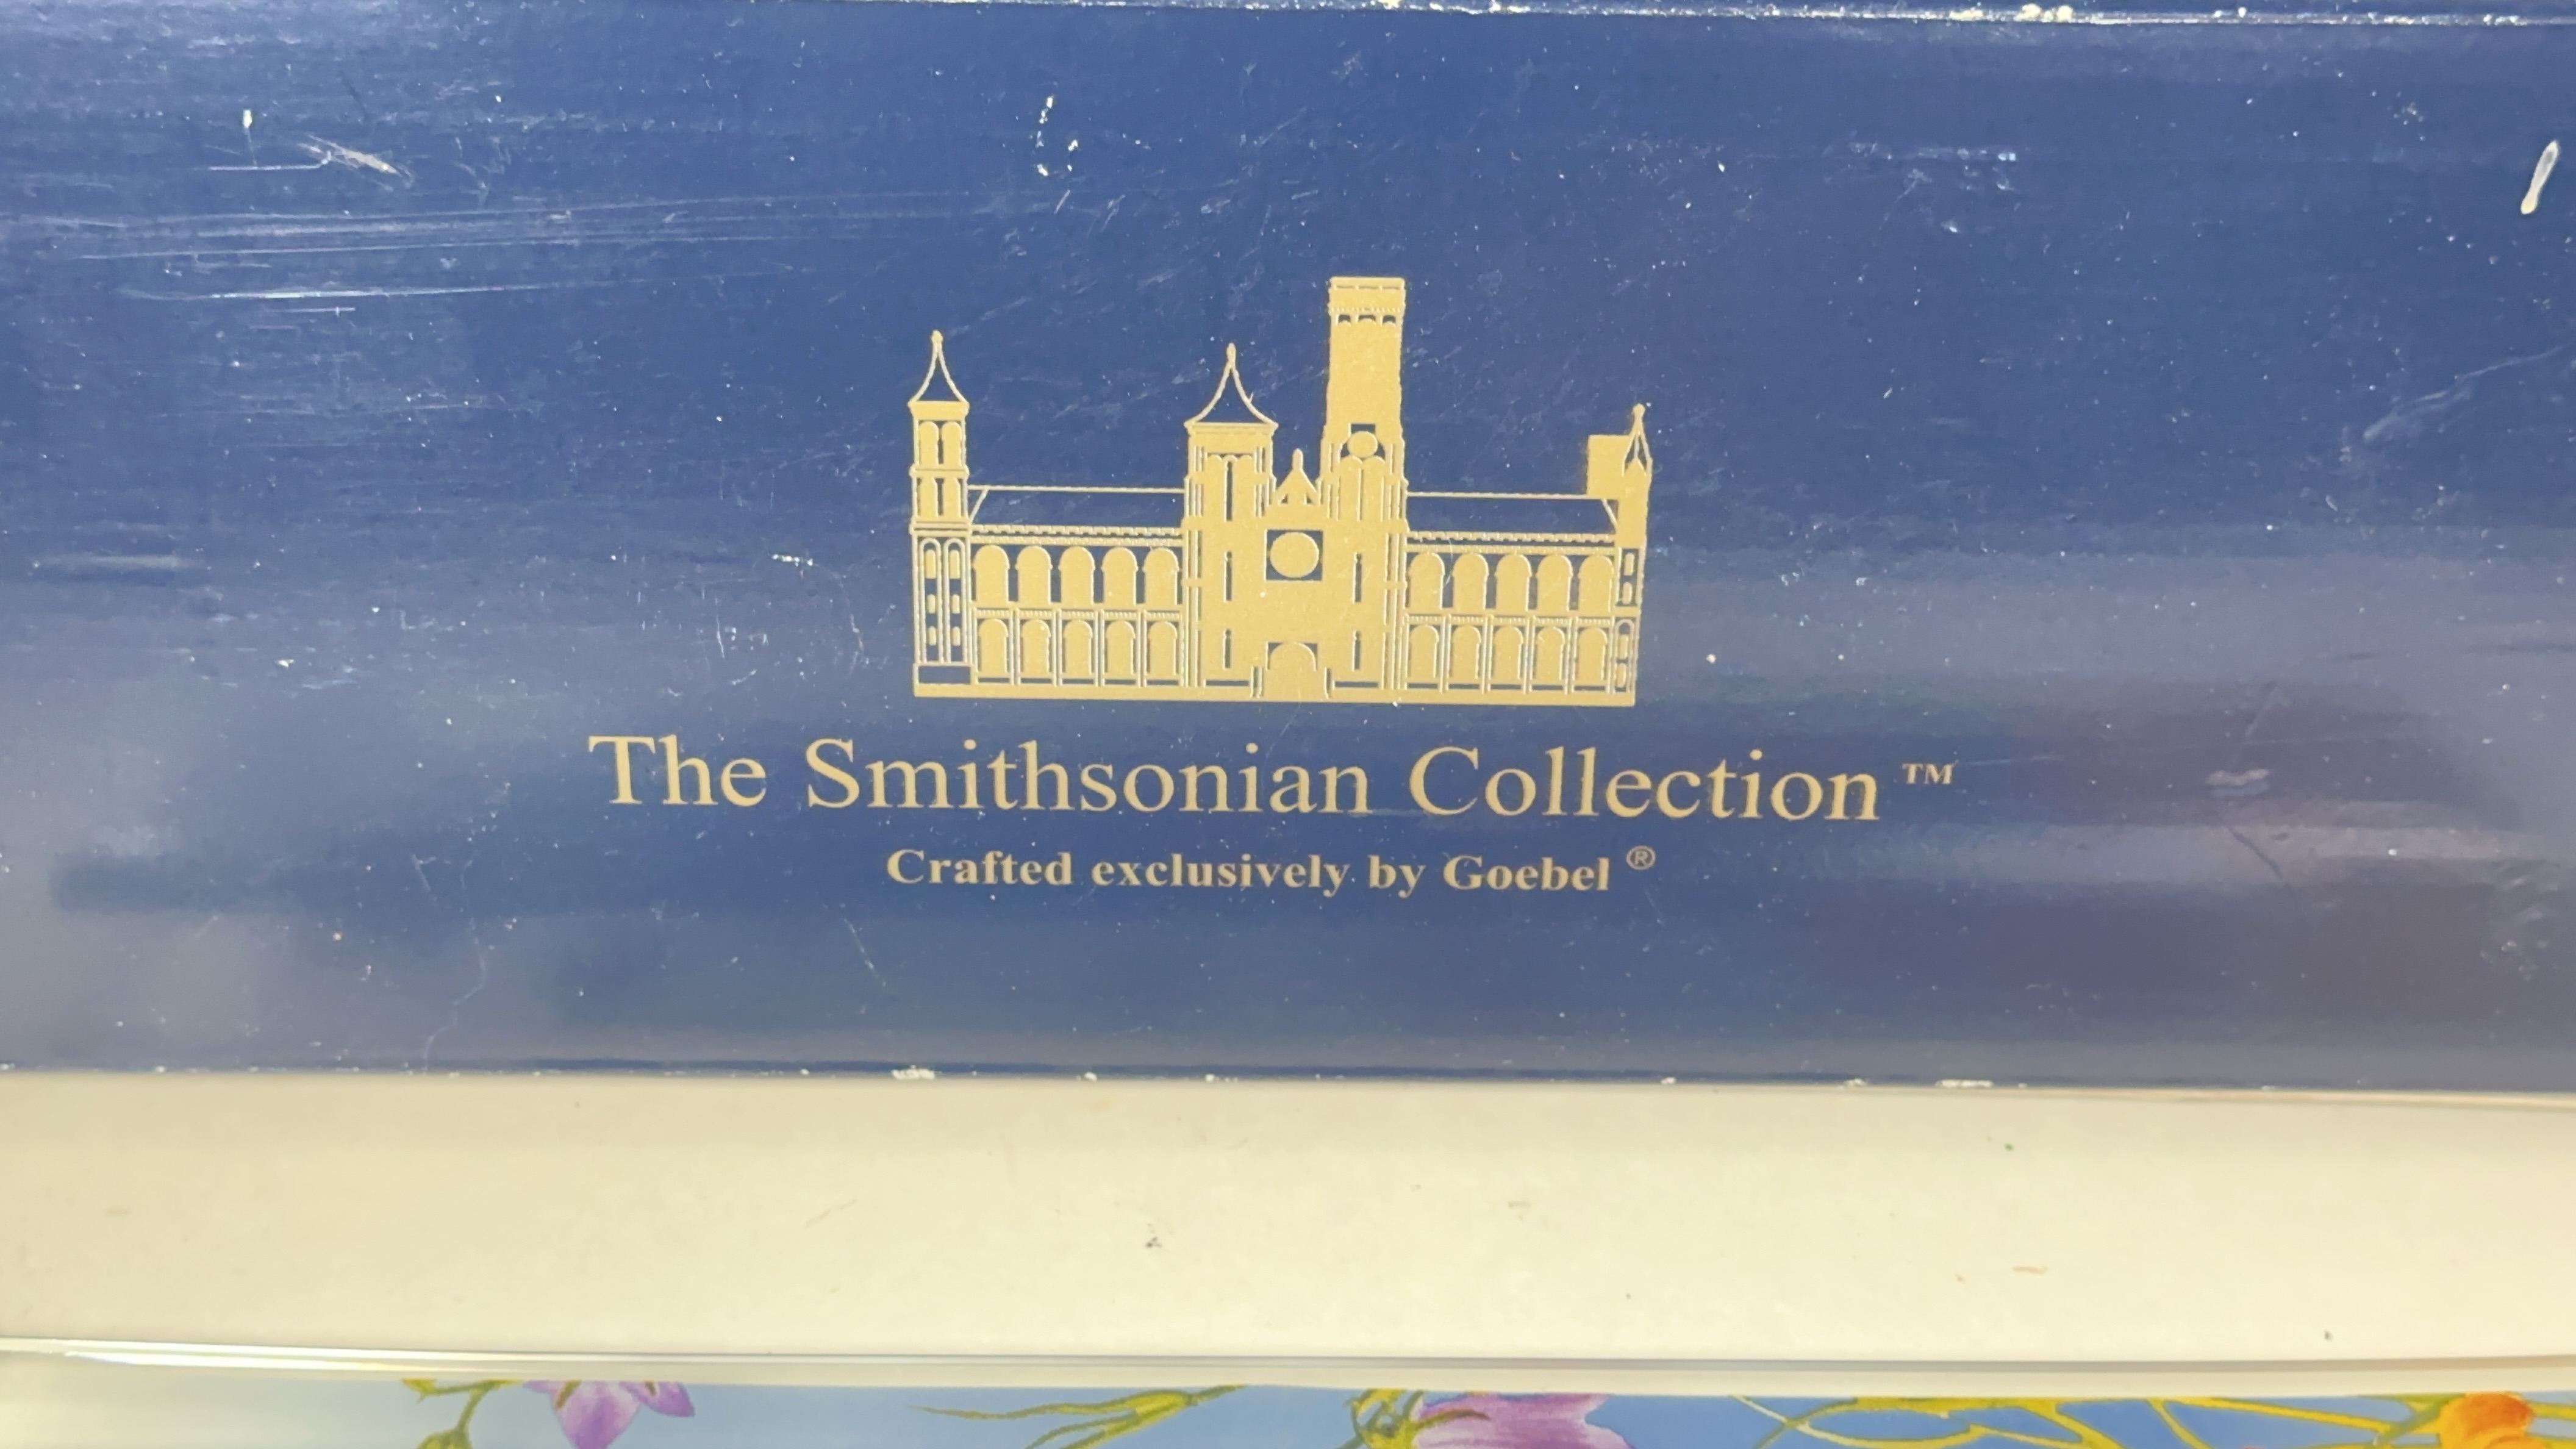 The Smithsonian Collection™
Crafted exclusively by Goebel®